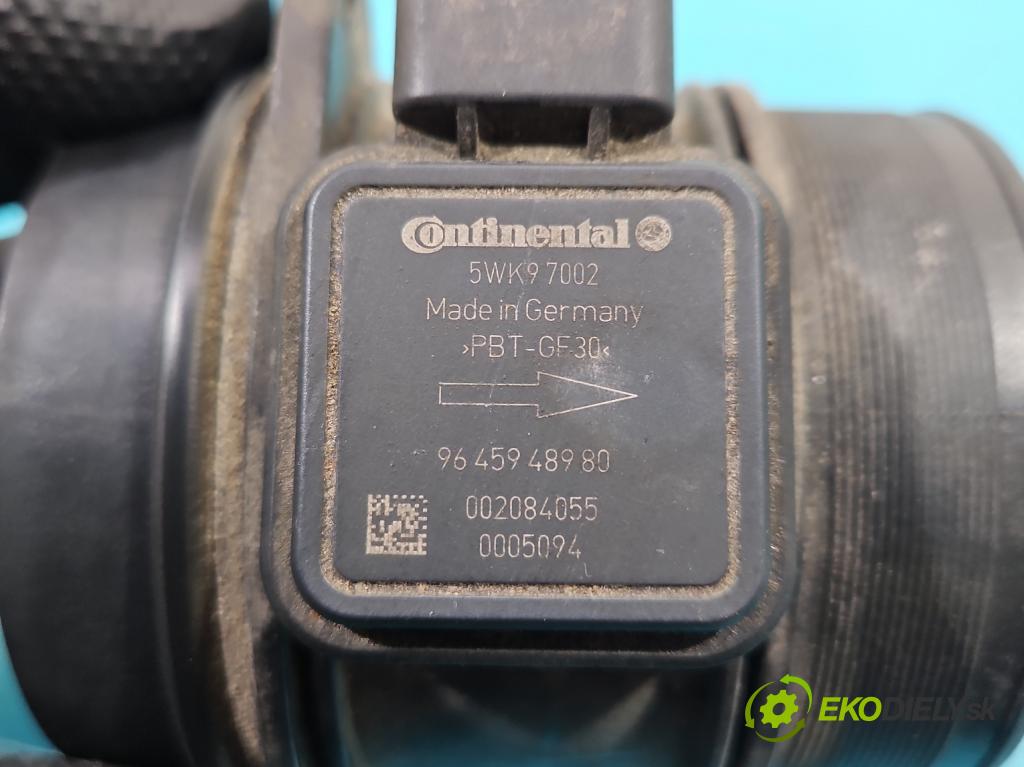 Continental
5WK9 7002
Made in Germany
>PBT-GF30<
96 459 489 80
002084055
0005094
EKODIELY.sk